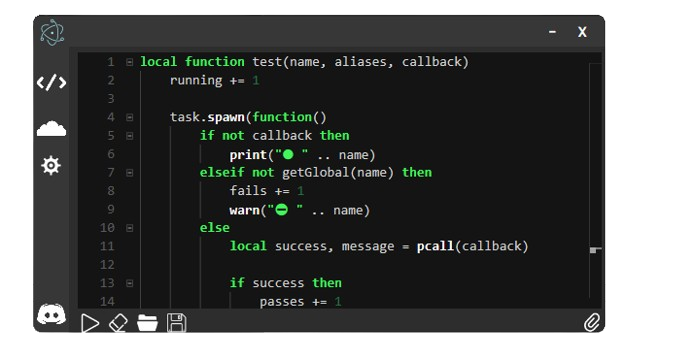 - X
</>
1 local function test(name, aliases, callback)
2 running += 1
3
4 task.spawn(function()
5 if not callback then
6 print("● " .. name)
7 elseif not getGlobal(name) then
8 fails += 1
9 warn("⛔ " .. name)
10 else
11 local success, message = pcall(callback)
12
13 if success then
14 passes += 1